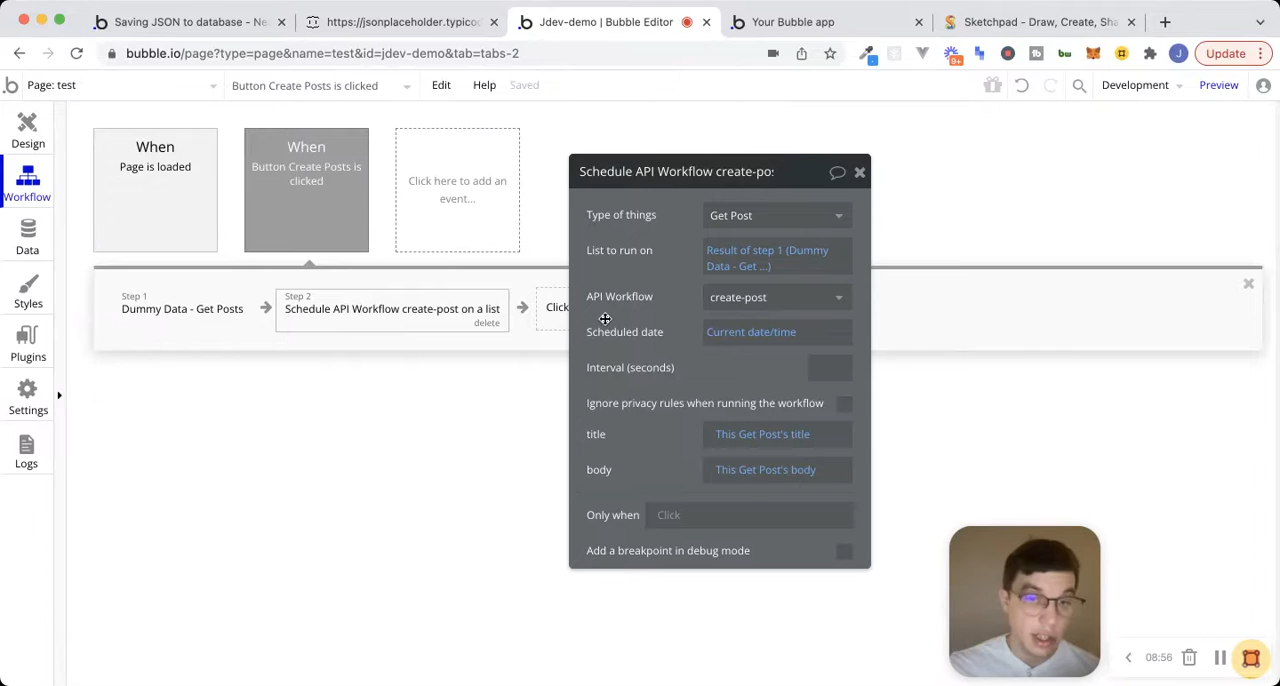 Saving JSON to database - Ne
https://jsonplaceholder.typico
Jdev-demo | Bubble Editor
Your Bubble app
Sketchpad - Draw, Create, Sha
bubble.io/page?type=page&name=test&id=jdev-demo&tab=tabs-2
9+
J
Update
Page: test
Button Create Posts is clicked
Edit
Help
Saved
Development
Preview
Design
Workflow
Data
Styles
Plugins
Settings
Logs
When
Page is loaded
When
Button Create Posts is
clicked
Click here to add an
event...
Step 1
Dummy Data - Get Posts
Step 2
Schedule API Workflow create-post on a list
delete
Click
Schedule API Workflow create-po:
Type of things
Get Post
List to run on
Result of step 1 (Dummy
Data - Get ...)
API Workflow
create-post
Scheduled date
Current date/time
Interval (seconds)
Ignore privacy rules when running the workflow
title
This Get Post's title
body
This Get Post's body
Only when
Click
Add a breakpoint in debug mode
08:56